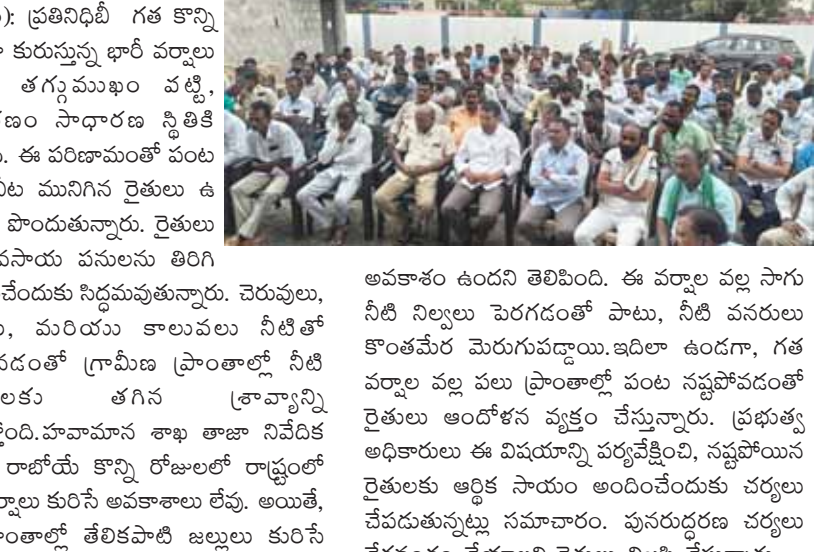 ): ప్రతినిధిబీ గత కొన్ని
కురుస్తున్న భారీ వర్షాలు
తగ్గుముఖం వట్టి,
ణం సాధారణ స్థితికి
ఈ పరిణామంతో పంట
మునిగిన రైతులు ఉ
పొందుతున్నారు. రైతులు
వసాయ పనులను తిరిగి
చేందుకు సిద్ధమవుతున్నారు. చెరువులు,
మరియు కాలువలు నీటితో
వడంతో గ్రామీణ ప్రాంతాల్లో నీటి
లకు తగిన శ్రావ్యాన్ని
హవామాన శాఖ తాజా నివేదిక
రాబోయే కొన్ని రోజులలో రాష్ట్రంలో
ర్షాలు కురిసే అవకాశాలు లేవు. అయితే,
ాంతాల్లో తేలికపాటి జల్లులు కురిసే
అవకాశం ఉందని తెలిపింది. ఈ వర్షాల వల్ల సాగు
నీటి నిల్వలు పెరగడంతో పాటు, నీటి వనరులు
కొంతమేర మెరుగుపడ్డాయి.ఇదిలా ఉండగా, గత
వర్షాల వల్ల పలు ప్రాంతాల్లో పంట నష్టపోవడంతో
రైతులు ఆందోళన వ్యక్తం చేస్తున్నారు. ప్రభుత్వ
అధికారులు ఈ విషయాన్ని పర్యవేక్షించి, నష్టపోయిన
రైతులకు ఆర్థిక సాయం అందించేందుకు చర్యలు
చేపడుతున్నట్లు సమాచారం. పునరుద్ధరణ చర్యలు